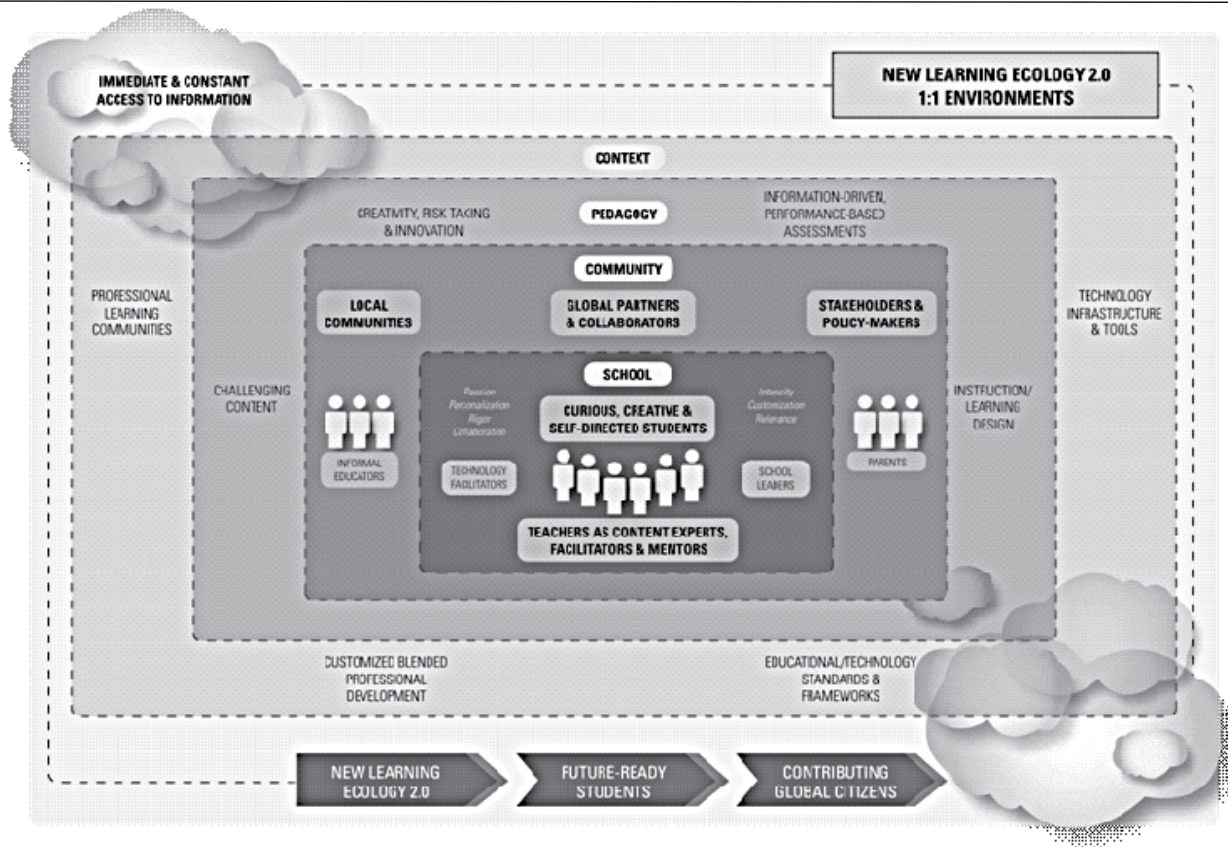 IMMEDIATE & CONSTANT
ACCESS TO INFORMATION
NEW LEARNING ECOLOGY 2.0
1:1 ENVIRONMENTS
CONTEXT
CREATIVITY, RISK TAKING
& INNOVATION
PEDAGOGY
INFORMATION-DRIVEN,
PERFORMANCE-BASED
ASSESSMENTS
COMMUNITY
PROFESSIONAL
LEARNING
COMMUNITIES
LOCAL
COMMUNITIES
GLOBAL PARTNERS
& COLLABORATORS
STAKEHOLDERS &
POLICY-MAKERS
TECHNOLOGY
INFRASTRUCTURE
& TOOLS
SCHOOL
CHALLENGING
CONTENT
Passion
Personalization
Rigor
Collaboration
CURIOUS, CREATIVE &
SELF-DIRECTED STUDENTS
Intensity
Customization
Relevance
INSTRUCTION/
LEARNING
DESIGN
INFORMAL
EDUCATORS
TECHNOLOGY
FACILITATORS
SCHOOL
LEADERS
PARENTS
TEACHERS AS CONTENT EXPERTS,
FACILITATORS & MENTORS
CUSTOMIZED BLENDED
PROFESSIONAL
DEVELOPMENT
EDUCATIONAL/TECHNOLOGY
STANDARDS &
FRAMEWORKS
NEW LEARNING
ECOLOGY 2.0
FUTURE-READY
STUDENTS
CONTRIBUTING
GLOBAL CITIZENS